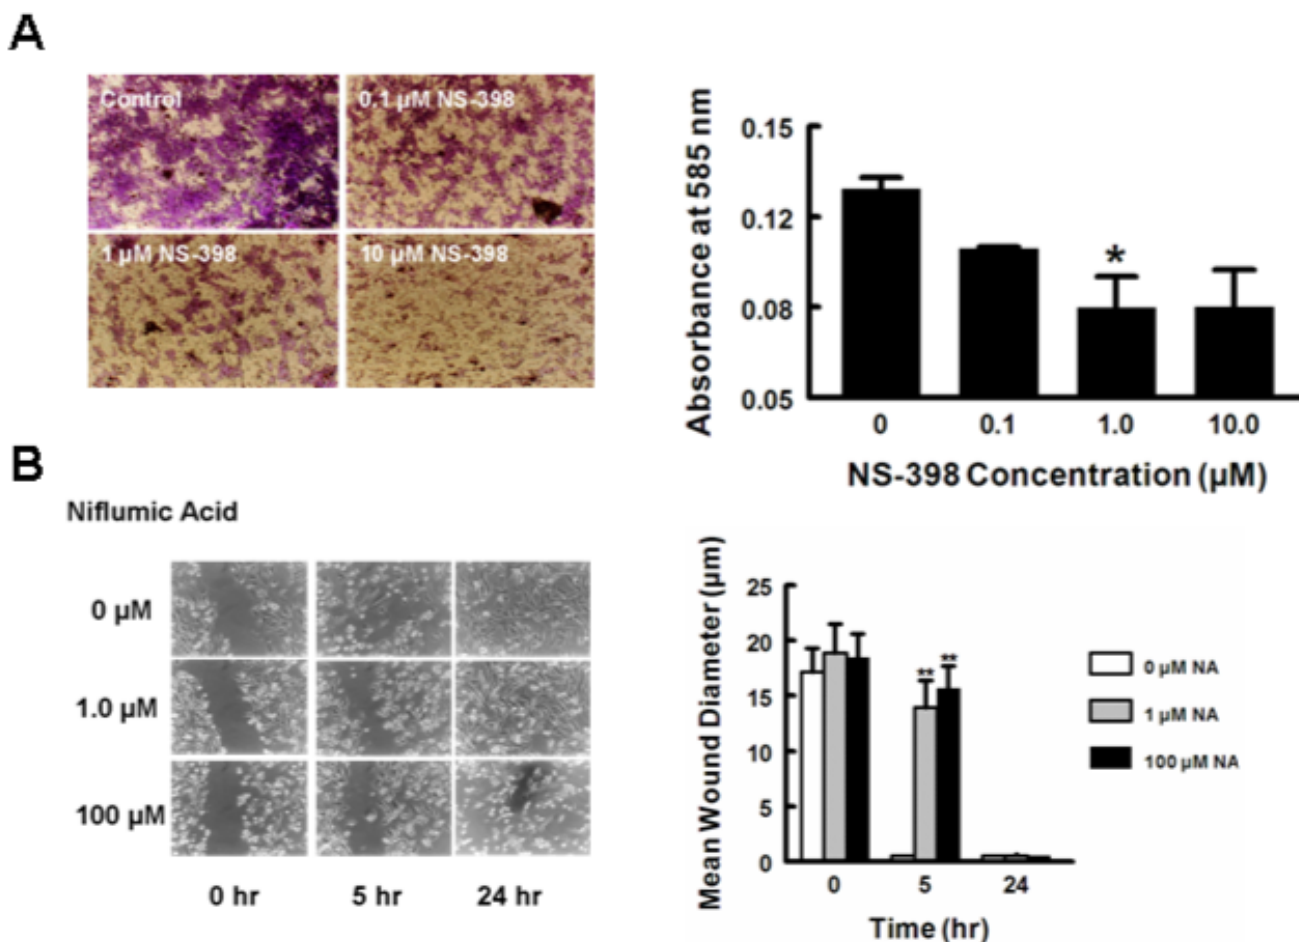 A
Control
0.1 µM NS-398
1 µM NS-398
10 µM NS-398
Absorbance at 585 nm
0.15
0.12
0.08
0.05
0
0.1
1.0
10.0
*
NS-398 Concentration (µM)
B
Niflumic Acid
0 µM
1.0 µM
100 µM
0 hr
5 hr
24 hr
Mean Wound Diameter (µm)
25
20
15
10
5
0
** **
0
5
24
Time (hr)
0 µM NA
1 µM NA
100 µM NA